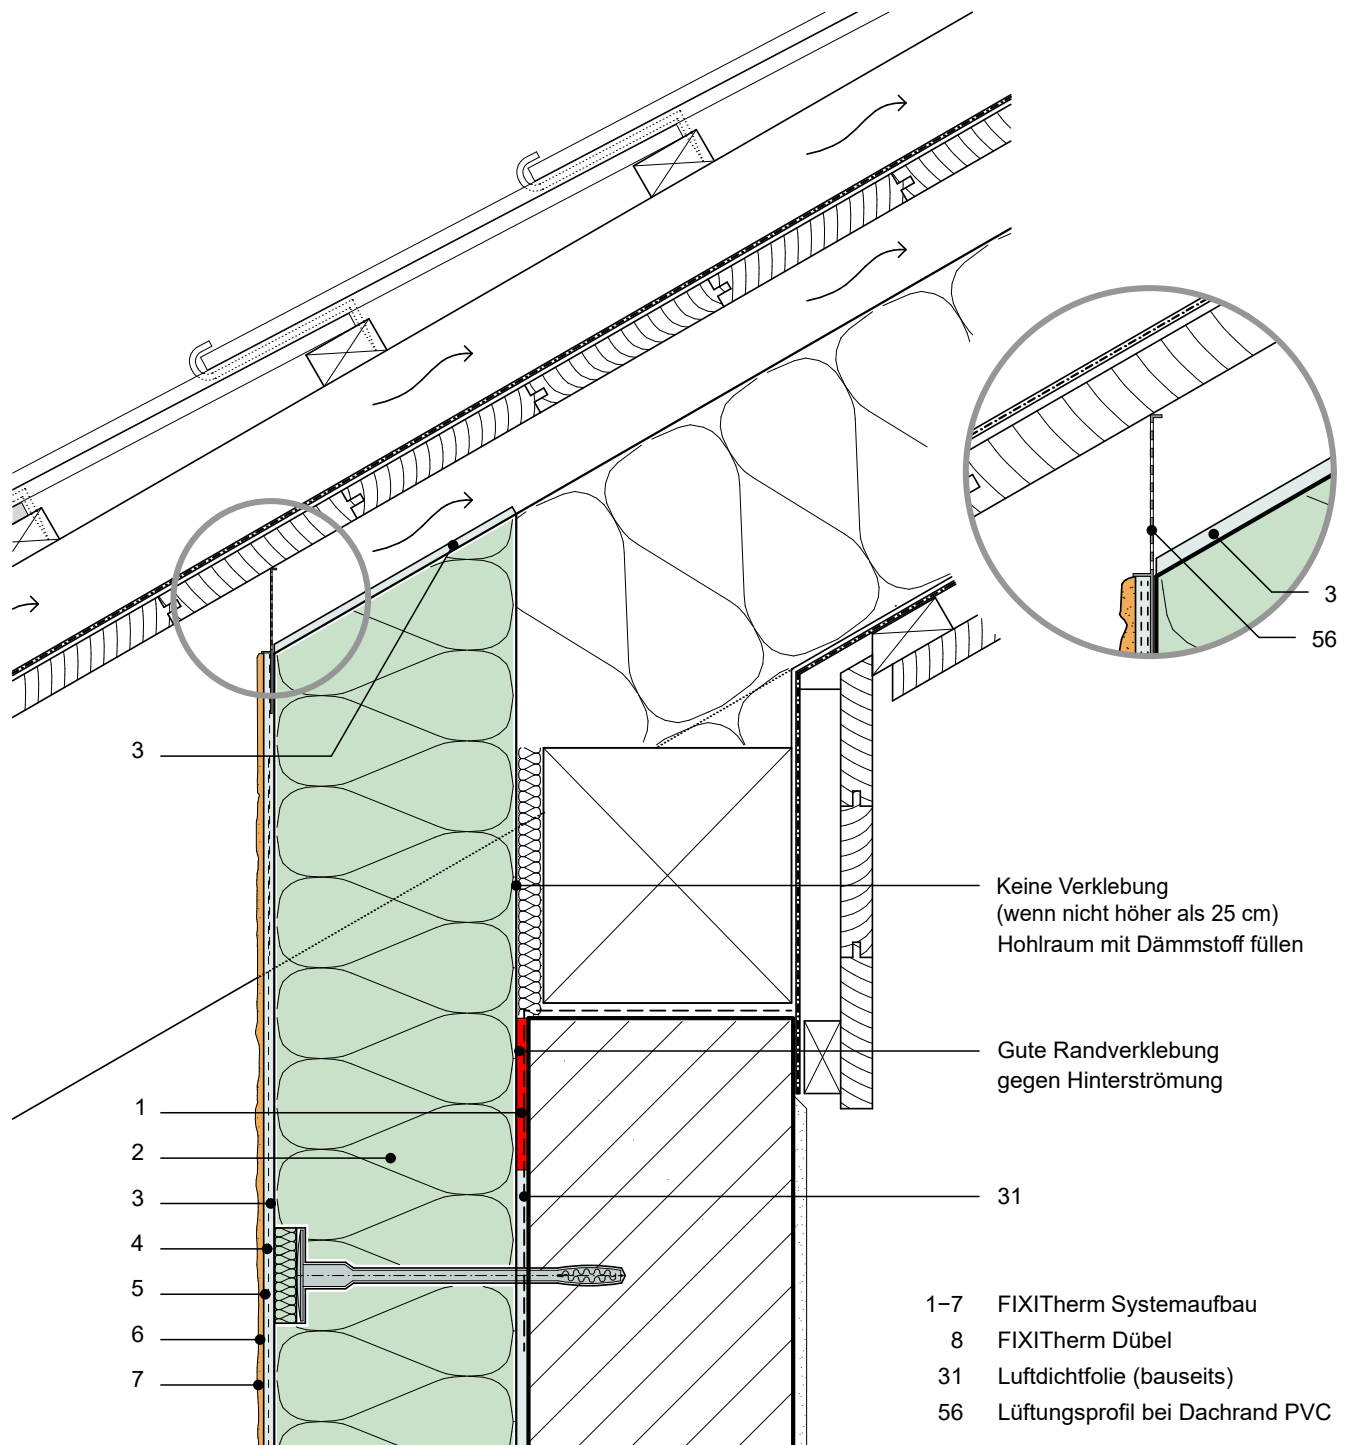 3
56
3
Keine Verklebung
(wenn nicht höher als 25 cm)
Hohlraum mit Dämmstoff füllen
Gute Randverklebung
gegen Hinterströmung
1
2
3
31
4
5
6
7
1–7 FIXITherm Systemaufbau
8 FIXITherm Dübel
31 Luftdichtfolie (bauseits)
56 Lüftungsprofil bei Dachrand PVC